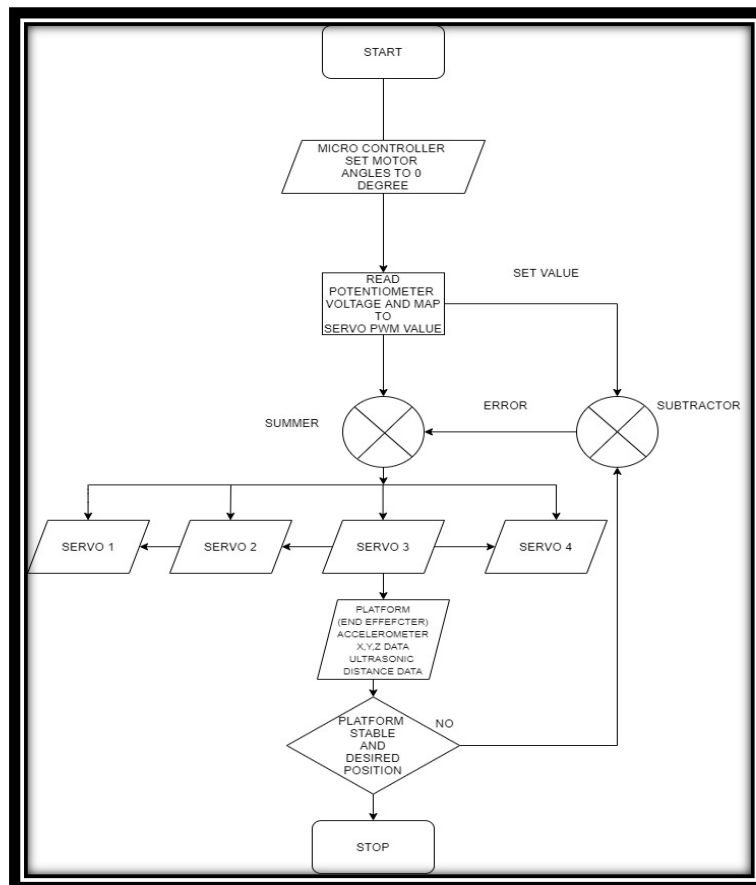 START
MICRO CONTROLLER
SET MOTOR
ANGLES TO 0
DEGREE
READ
POTENTIOMETER
VOLTAGE AND MAP
TO
SERVO PWM VALUE
SET VALUE
SUMMER
ERROR
SUBTRACTOR
SERVO 1
SERVO 2
SERVO 3
SERVO 4
PLATFORM
(END EFFEFCTER)
ACCELEROMETER
X,Y,Z DATA
ULTRASONIC
DISTANCE DATA
PLATFORM
STABLE
AND
DESIRED
POSITION
NO
STOP